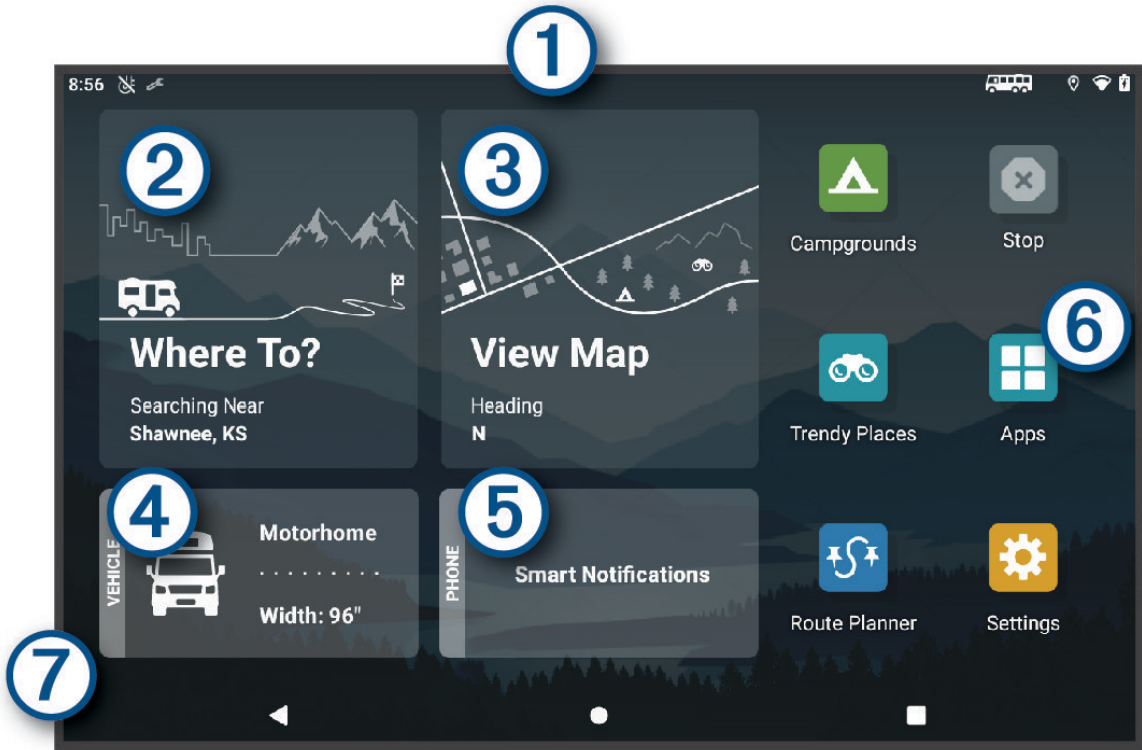 1
8:56
2
3
Campgrounds
Stop
6
Where To?
Searching Near
Shawnee, KS
View Map
Heading
N
Trendy Places
Apps
4
VEHICLE
Motorhome
. . . . . . . . .
Width: 96"
5
PHONE
Smart Notifications
Route Planner
Settings
7